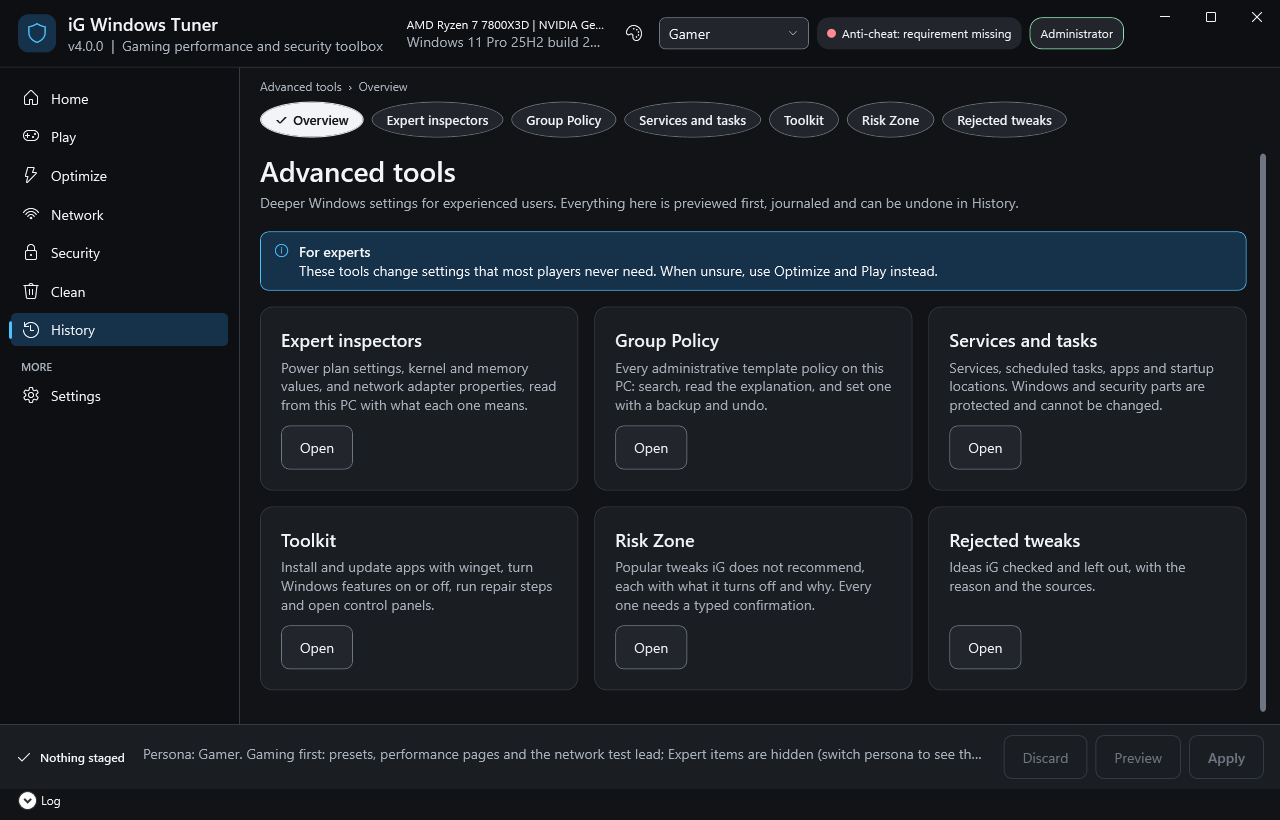 iG Windows Tuner
v4.0.0 | Gaming performance and security toolbox
AMD Ryzen 7 7800X3D | NVIDIA Ge...
Windows 11 Pro 25H2 build 2...
Gamer
Anti-cheat: requirement missing
Administrator
Home
Play
Optimize
Network
Security
Clean
History
MORE
Settings
Advanced tools › Overview
Overview
Expert inspectors
Group Policy
Services and tasks
Toolkit
Risk Zone
Rejected tweaks
Advanced tools
Deeper Windows settings for experienced users. Everything here is previewed first, journaled and can be undone in History.
For experts
These tools change settings that most players never need. When unsure, use Optimize and Play instead.
Expert inspectors
Power plan settings, kernel and memory
values, and network adapter properties, read
from this PC with what each one means.
Open
Group Policy
Every administrative template policy on this
PC: search, read the explanation, and set one
with a backup and undo.
Open
Services and tasks
Services, scheduled tasks, apps and startup
locations. Windows and security parts are
protected and cannot be changed.
Open
Toolkit
Install and update apps with winget, turn
Windows features on or off, run repair steps
and open control panels.
Open
Risk Zone
Popular tweaks iG does not recommend,
each with what it turns off and why. Every
one needs a typed confirmation.
Open
Rejected tweaks
Ideas iG checked and left out, with the
reason and the sources.
Open
Nothing staged
Persona: Gamer. Gaming first: presets, performance pages and the network test lead; Expert items are hidden (switch persona to see th...
Discard
Preview
Apply
Log